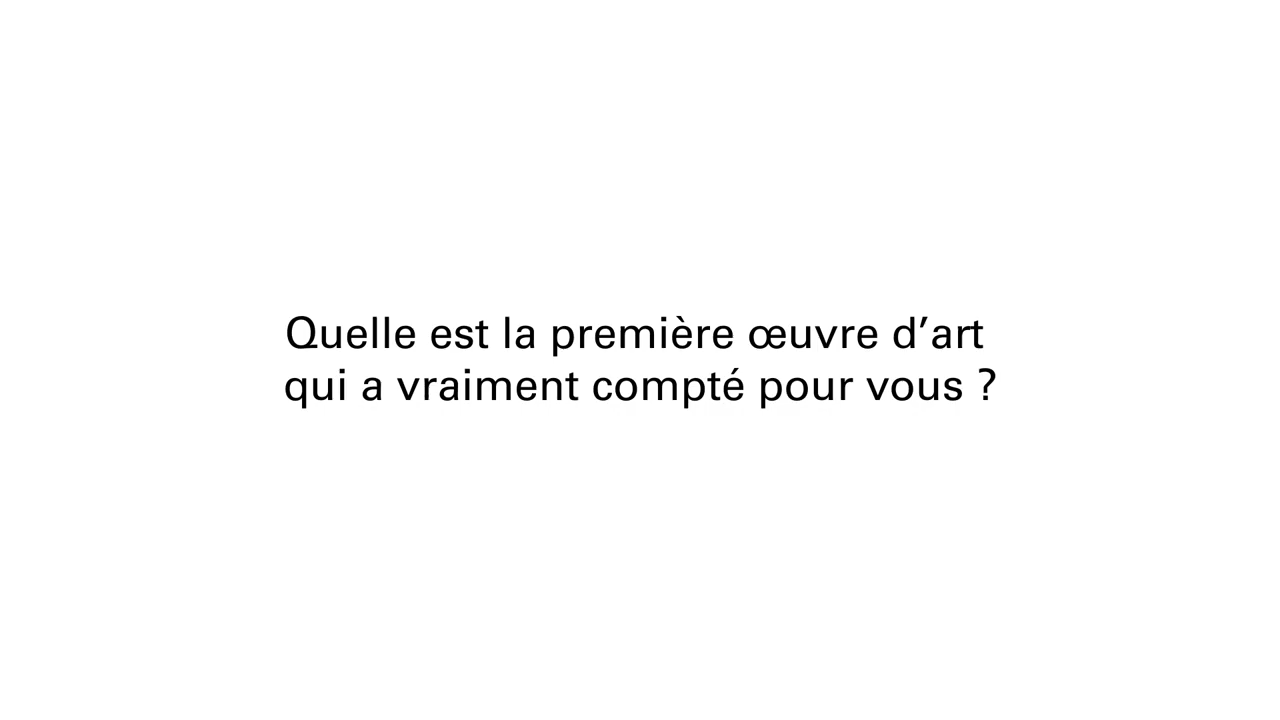 Quelle est la première œuvre d’art
qui a vraiment compté pour vous ?